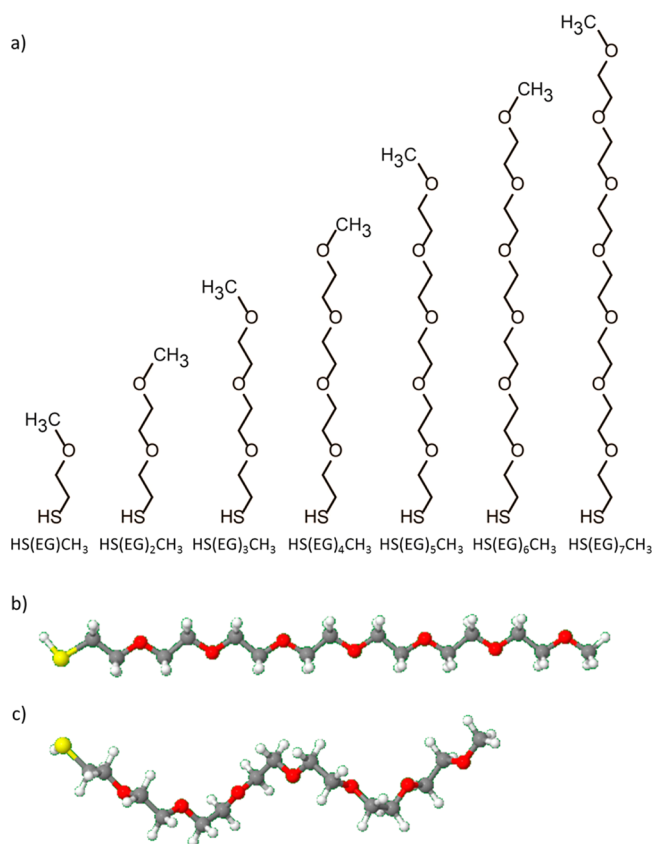 H₃C
a)
O
CH₃
O O
H₃C
O O O
CH₃
O O O O
H₃C
O O O O O
CH₃
O O O O O O
H₃C
O O O O O O O
HS HS HS HS HS HS HS
HS(EG)CH₃ HS(EG)₂CH₃ HS(EG)₃CH₃ HS(EG)₄CH₃ HS(EG)₅CH₃ HS(EG)₆CH₃ HS(EG)₇CH₃
b)
c)